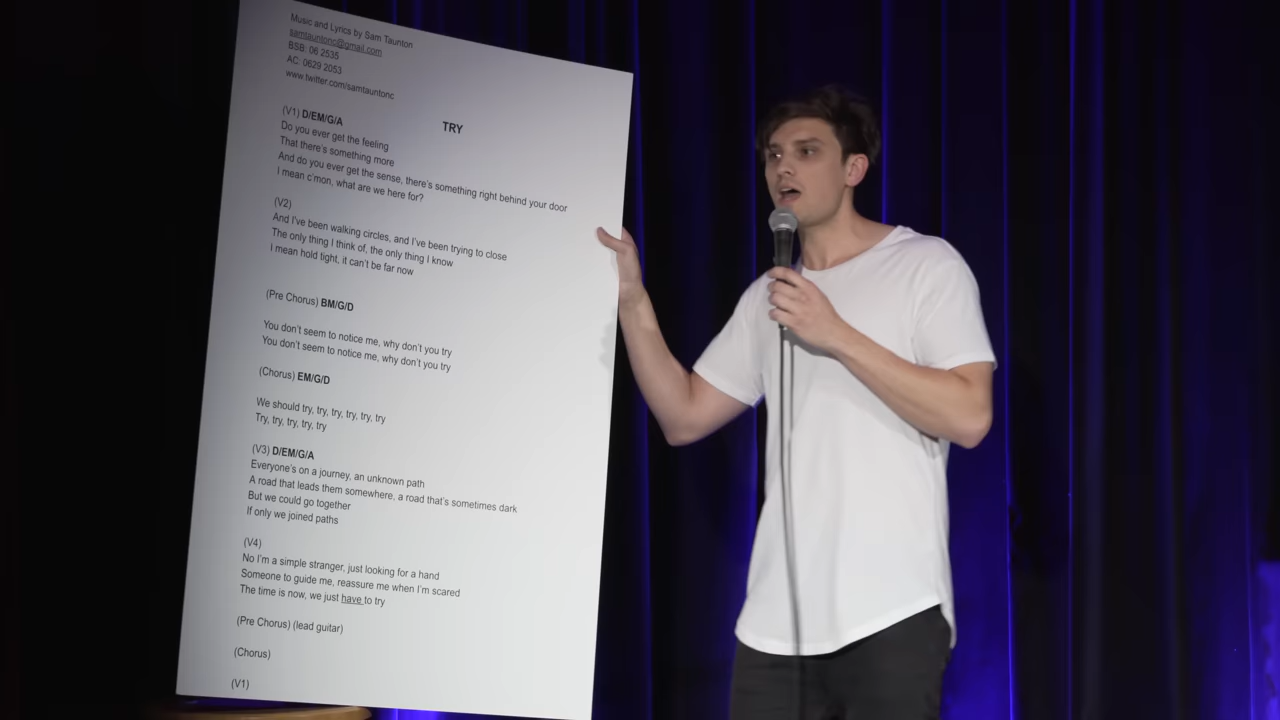 Music and Lyrics by Sam Taunton
samtauntonc@gmail.com
BSB: 06 2535
AC: 0629 2053
www.twitter.com/samtauntonc
TRY
(V1) D/EM/G/A
Do you ever get the feeling
That there's something more
And do you ever get the sense, there's something right behind your door
I mean c'mon, what are we here for?
(V2)
And I've been walking circles, and I've been trying to close
The only thing I think of, the only thing I know
I mean hold tight, it can't be far now
(Pre Chorus) BM/G/D
You don't seem to notice me, why don't you try
You don't seem to notice me, why don't you try
(Chorus) EM/G/D
We should try, try, try, try, try, try
Try, try, try, try, try
(V3) D/EM/G/A
Everyone's on a journey, an unknown path
A road that leads them somewhere, a road that's sometimes dark
But we could go together
If only we joined paths
(V4)
No I'm a simple stranger, just looking for a hand
Someone to guide me, reassure me when I'm scared
The time is now, we just have to try
(Pre Chorus) (lead guitar)
(Chorus)
(V1)